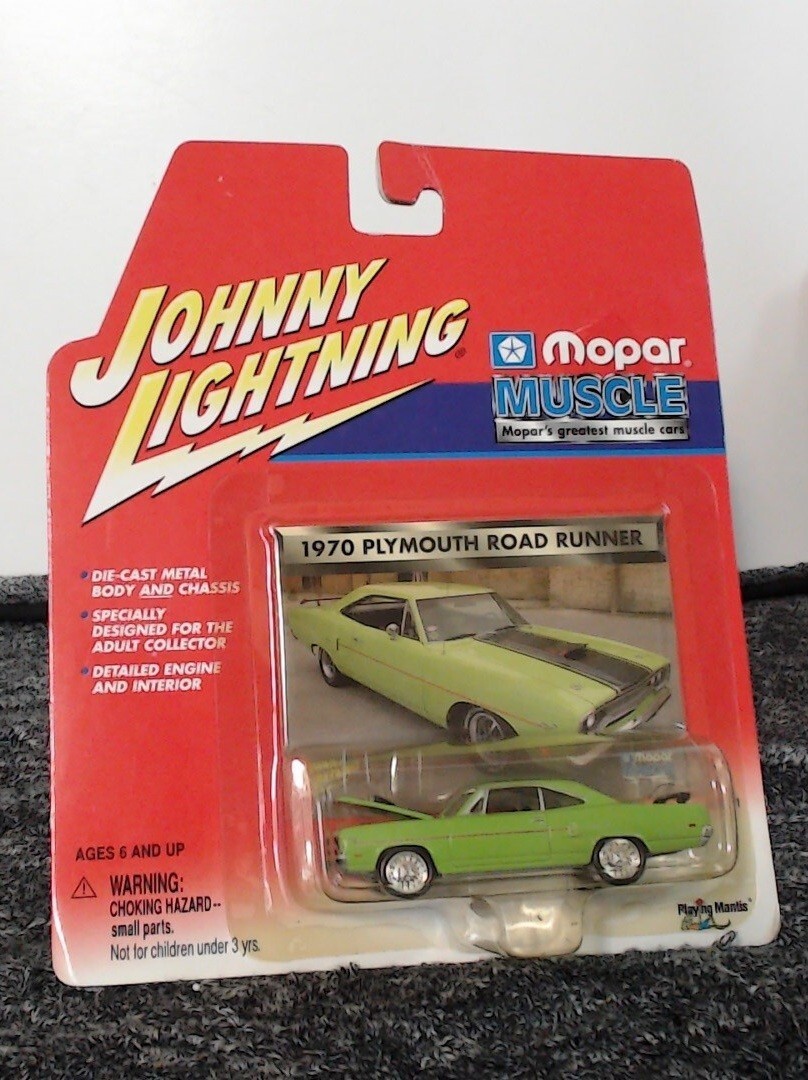 JOHNNY
LIGHTNING®
Mopar®
MUSCLE
Mopar's greatest muscle cars
1970 PLYMOUTH ROAD RUNNER
• DIE-CAST METAL
BODY AND CHASSIS
• SPECIALLY
DESIGNED FOR THE
ADULT COLLECTOR
• DETAILED ENGINE
AND INTERIOR
Mopar
AGES 6 AND UP
WARNING:
CHOKING HAZARD--
small parts.
Not for children under 3 yrs.
Playing Mantis